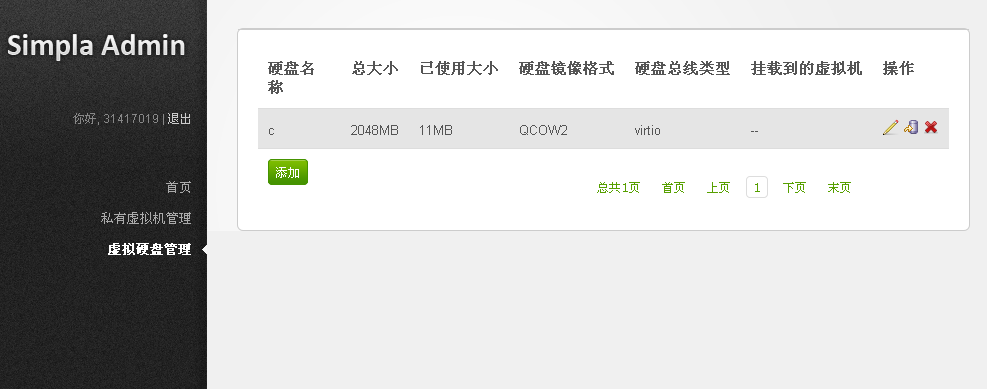 Simpla Admin
你好, 31417019 | 退出
首页
私有虚拟机管理
虚拟硬盘管理
硬盘名称 总大小 已使用大小 硬盘镜像格式 硬盘总线类型 挂载到的虚拟机 操作
c 2048MB 11MB QCOW2 virtio --
添加
总共1页 首页 上页 1 下页 末页